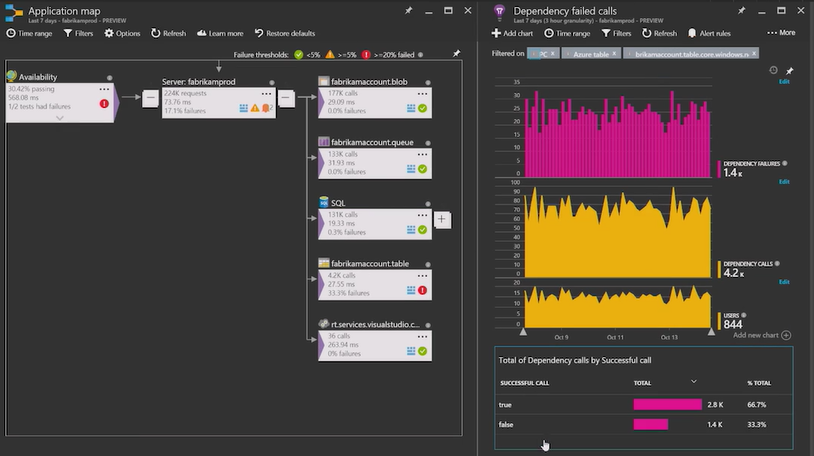 Application map
Last 7 days - fabrikamprod - PREVIEW
Time range
Filters
Options
Refresh
Learn more
Restore defaults
Failure thresholds:
<5%
>=5%
>=20% failed
Availability
30.42% passing
568.08 ms
1/2 tests had failures
Server: fabrikamprod
224K requests
73.76 ms
17.1% failures
fabrikamaccount.blob
177K calls
29.09 ms
0.0% failures
fabrikamaccount.queue
133K calls
31.93 ms
0.0% failures
SQL
131K calls
19.33 ms
0.3% failures
fabrikamaccount.table
4.2K calls
27.55 ms
33.3% failures
rt.services.visualstudio.c...
36 calls
263.94 ms
0% failures
Dependency failed calls
Last 7 days (3 hour granularity) - fabrikamprod - PREVIEW
Add chart
Time range
Filters
Refresh
Alert rules
More
Filtered on
PC
Azure table
brikamaccount.table.core.windows.n
Edit
35
30
25
20
15
10
5
0
DEPENDENCY FAILURES
1.4 K
Edit
100
90
80
70
60
50
40
30
20
10
0
DEPENDENCY CALLS
4.2 K
Edit
20
15
10
5
0
USERS
844
Oct 9
Oct 11
Oct 13
Add new chart
Total of Dependency calls by Successful call
SUCCESSFUL CALL TOTAL % TOTAL
true 2.8 K 66.7%
false 1.4 K 33.3%